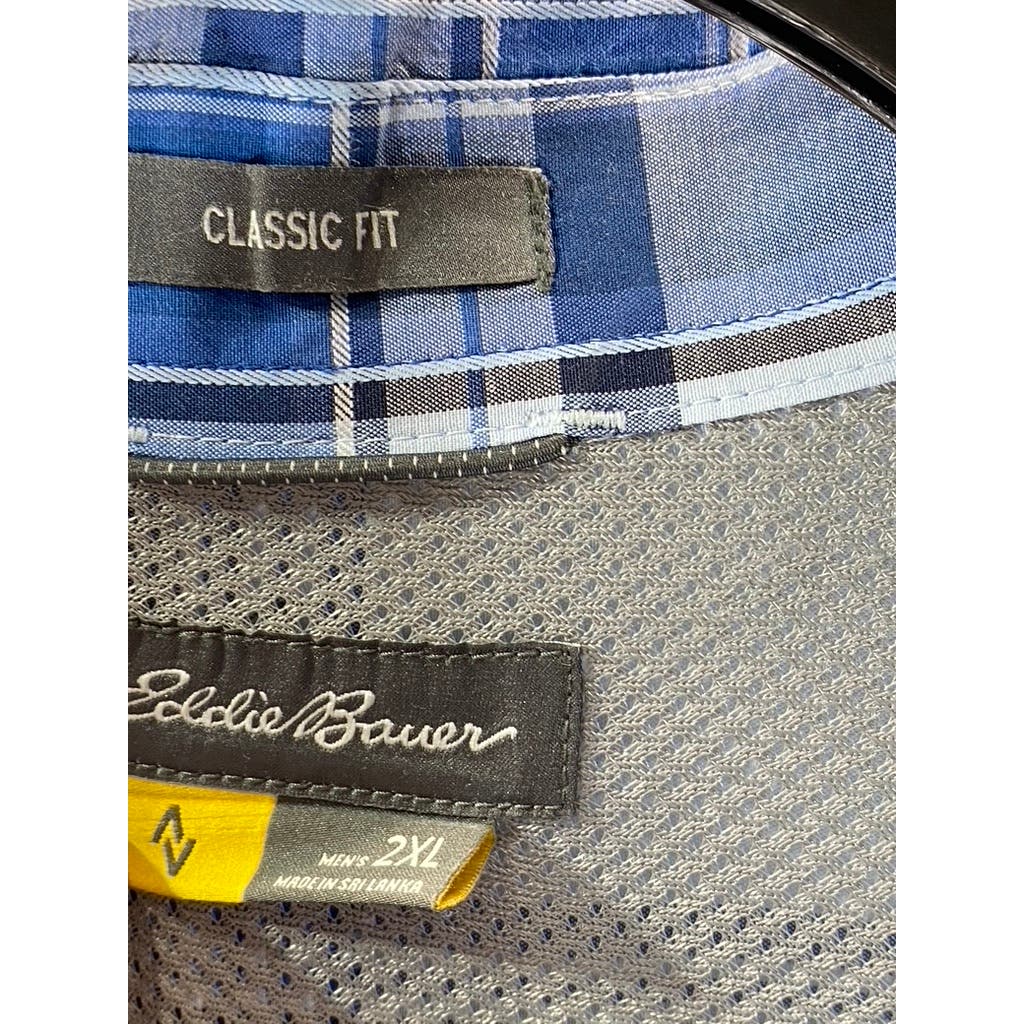 CLASSIC FIT
Eddie Bauer
MEN'S 2XL
MADE IN SRI LANKA